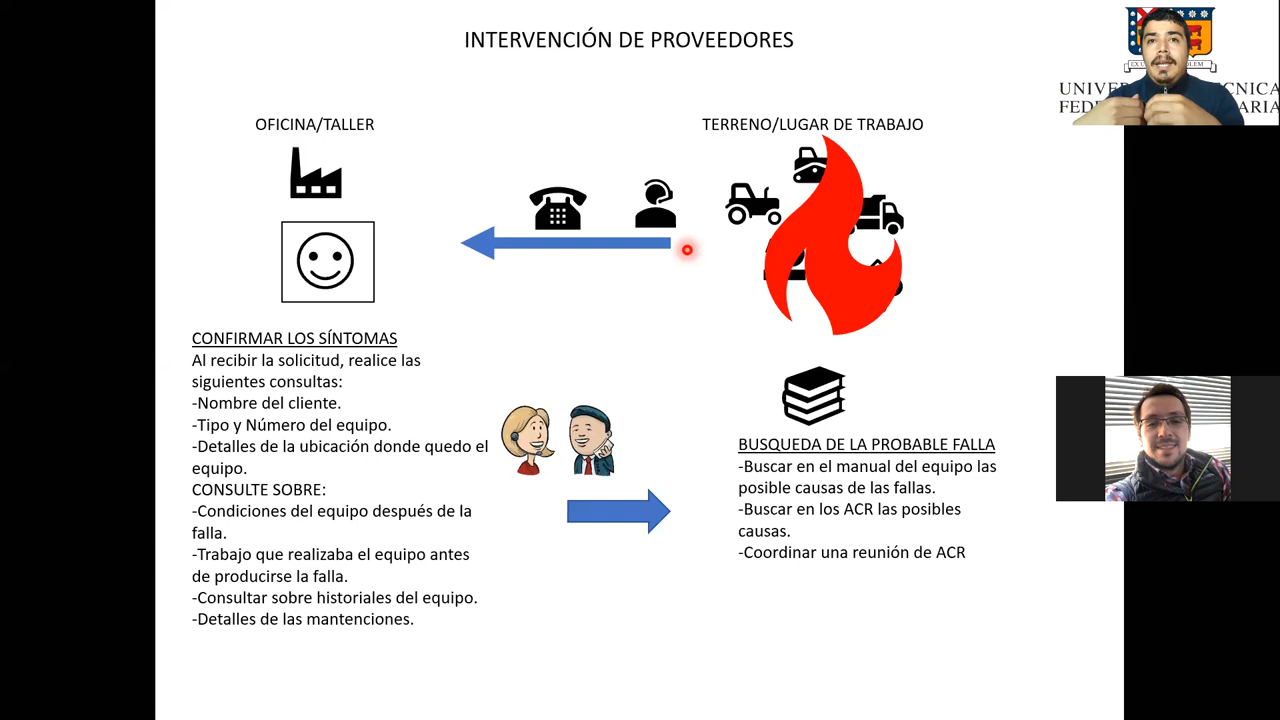 INTERVENCIÓN DE PROVEEDORES
UNIV
CNICA
FEDE
ARIA
OFICINA/TALLER
TERRENO/LUGAR DE TRABAJO
CONFIRMAR LOS SÍNTOMAS
Al recibir la solicitud, realice las
siguientes consultas:
-Nombre del cliente.
-Tipo y Número del equipo.
-Detalles de la ubicación donde quedo el
equipo.
CONSULTE SOBRE:
-Condiciones del equipo después de la
falla.
-Trabajo que realizaba el equipo antes
de producirse la falla.
-Consultar sobre historiales del equipo.
-Detalles de las mantenciones.
BUSQUEDA DE LA PROBABLE FALLA
-Buscar en el manual del equipo las
posible causas de las fallas.
-Buscar en los ACR las posibles
causas.
-Coordinar una reunión de ACR